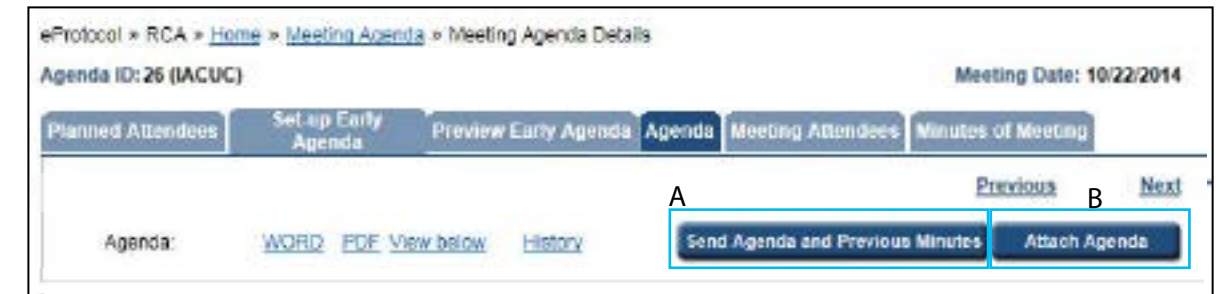 eProtocol » RCA » Home » Meeting Agenda » Meeting Agenda Details
Agenda ID: 26 (IACUC) Meeting Date: 10/22/2014
Planned Attendees Set-up Early Agenda Preview Early Agenda Agenda Meeting Attendees Minutes of Meeting
Previous Next
A B
Agenda: WORD PDF View below History Send Agenda and Previous Minutes Attach Agenda